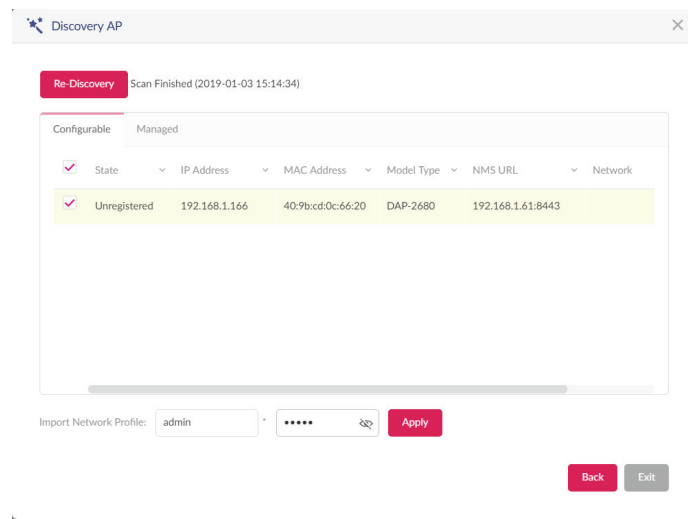 Discovery AP
Re-Discovery Scan Finished (2019-01-03 15:14:34)
Configurable Managed
State IP Address MAC Address Model Type NMS URL Network
Unregistered 192.168.1.166 40:9b:cd:0c:66:20 DAP-2680 192.168.1.61:8443
Import Network Profile: admin * ••••• Apply
Back Exit